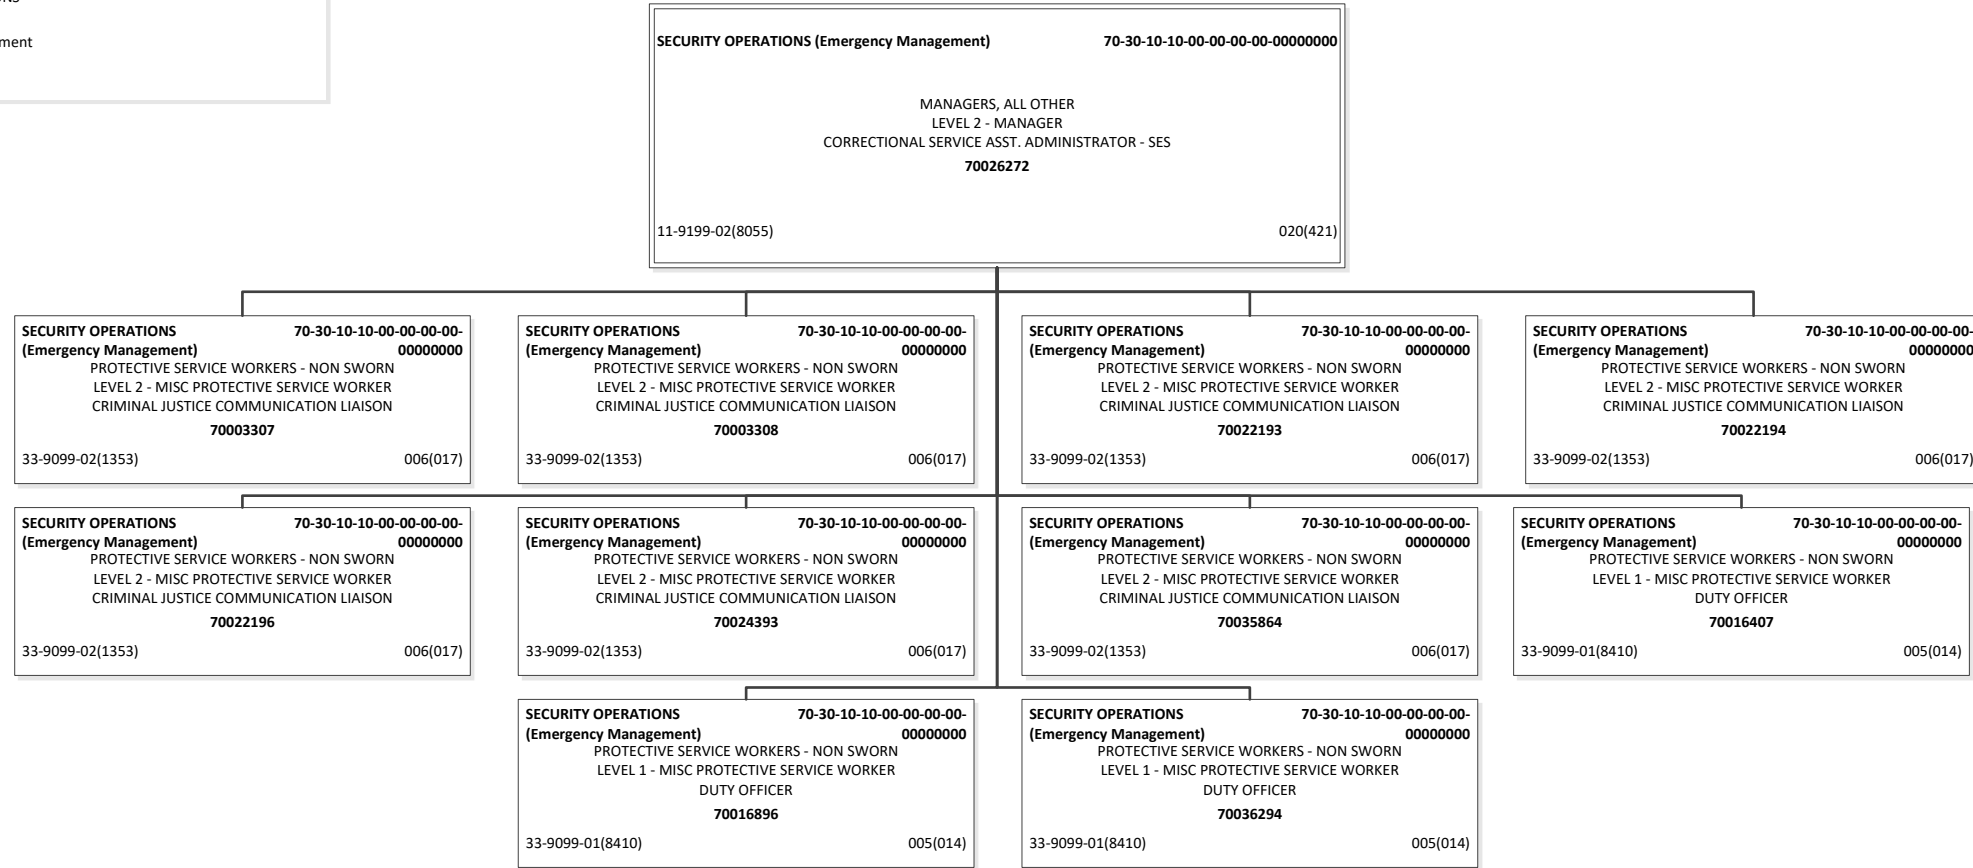 ment
SECURITY OPERATIONS (Emergency Management) 70-30-10-10-00-00-00-00-00000000
MANAGERS, ALL OTHER
LEVEL 2 - MANAGER
CORRECTIONAL SERVICE ASST. ADMINISTRATOR - SES
70026272
11-9199-02(8055) 020(421)
SECURITY OPERATIONS 70-30-10-10-00-00-00-00-
(Emergency Management) 00000000
PROTECTIVE SERVICE WORKERS - NON SWORN
LEVEL 2 - MISC PROTECTIVE SERVICE WORKER
CRIMINAL JUSTICE COMMUNICATION LIAISON
70003307
33-9099-02(1353) 006(017)
SECURITY OPERATIONS 70-30-10-10-00-00-00-00-
(Emergency Management) 00000000
PROTECTIVE SERVICE WORKERS - NON SWORN
LEVEL 2 - MISC PROTECTIVE SERVICE WORKER
CRIMINAL JUSTICE COMMUNICATION LIAISON
70003308
33-9099-02(1353) 006(017)
SECURITY OPERATIONS 70-30-10-10-00-00-00-00-
(Emergency Management) 00000000
PROTECTIVE SERVICE WORKERS - NON SWORN
LEVEL 2 - MISC PROTECTIVE SERVICE WORKER
CRIMINAL JUSTICE COMMUNICATION LIAISON
70022193
33-9099-02(1353) 006(017)
SECURITY OPERATIONS 70-30-10-10-00-00-00-00-
(Emergency Management) 00000000
PROTECTIVE SERVICE WORKERS - NON SWORN
LEVEL 2 - MISC PROTECTIVE SERVICE WORKER
CRIMINAL JUSTICE COMMUNICATION LIAISON
70022194
33-9099-02(1353) 006(017)
SECURITY OPERATIONS 70-30-10-10-00-00-00-00-
(Emergency Management) 00000000
PROTECTIVE SERVICE WORKERS - NON SWORN
LEVEL 2 - MISC PROTECTIVE SERVICE WORKER
CRIMINAL JUSTICE COMMUNICATION LIAISON
70022196
33-9099-02(1353) 006(017)
SECURITY OPERATIONS 70-30-10-10-00-00-00-00-
(Emergency Management) 00000000
PROTECTIVE SERVICE WORKERS - NON SWORN
LEVEL 2 - MISC PROTECTIVE SERVICE WORKER
CRIMINAL JUSTICE COMMUNICATION LIAISON
70024393
33-9099-02(1353) 006(017)
SECURITY OPERATIONS 70-30-10-10-00-00-00-00-
(Emergency Management) 00000000
PROTECTIVE SERVICE WORKERS - NON SWORN
LEVEL 2 - MISC PROTECTIVE SERVICE WORKER
CRIMINAL JUSTICE COMMUNICATION LIAISON
70035864
33-9099-02(1353) 006(017)
SECURITY OPERATIONS 70-30-10-10-00-00-00-00-
(Emergency Management) 00000000
PROTECTIVE SERVICE WORKERS - NON SWORN
LEVEL 1 - MISC PROTECTIVE SERVICE WORKER
DUTY OFFICER
70016407
33-9099-01(8410) 005(014)
SECURITY OPERATIONS 70-30-10-10-00-00-00-00-
(Emergency Management) 00000000
PROTECTIVE SERVICE WORKERS - NON SWORN
LEVEL 1 - MISC PROTECTIVE SERVICE WORKER
DUTY OFFICER
70016896
33-9099-01(8410) 005(014)
SECURITY OPERATIONS 70-30-10-10-00-00-00-00-
(Emergency Management) 00000000
PROTECTIVE SERVICE WORKERS - NON SWORN
LEVEL 1 - MISC PROTECTIVE SERVICE WORKER
DUTY OFFICER
70036294
33-9099-01(8410) 005(014)